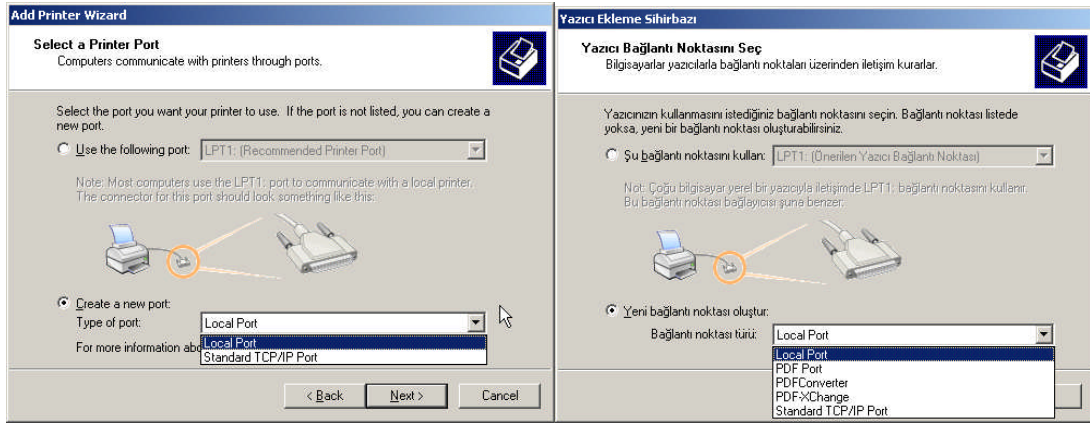 Add Printer Wizard
Select a Printer Port
Computers communicate with printers through ports.
Select the port you want your printer to use. If the port is not listed, you can create a
new port.
Use the following port: LPT1: (Recommended Printer Port)
Note: Most computers use the LPT1: port to communicate with a local printer.
The connector for this port should look something like this:
Create a new port:
Type of port: Local Port
Local Port
For more information abo
Standard TCP/IP Port
< Back Next > Cancel
Yazıcı Ekleme Sihirbazı
Yazıcı Bağlantı Noktasını Seç
Bilgisayarlar yazıcılarla bağlantı noktaları üzerinden iletişim kurarlar.
Yazıcınızın kullanmasını istediğiniz bağlantı noktasını seçin. Bağlantı noktası listede
yoksa, yeni bir bağlantı noktası oluşturabilirsiniz.
Şu bağlantı noktasını kullan: LPT1: (Önerilen Yazıcı Bağlantı Noktası)
Not: Çoğu bilgisayar yerel bir yazıcıyla iletişimde LPT1: bağlantı noktasını kullanır.
Bu bağlantı noktası bağlayıcısı şuna benzer:
Yeni bağlantı noktası oluştur:
Bağlantı noktası türü: Local Port
Local Port
PDF Port
PDFConverter
PDF-XChange
Standard TCP/IP Port